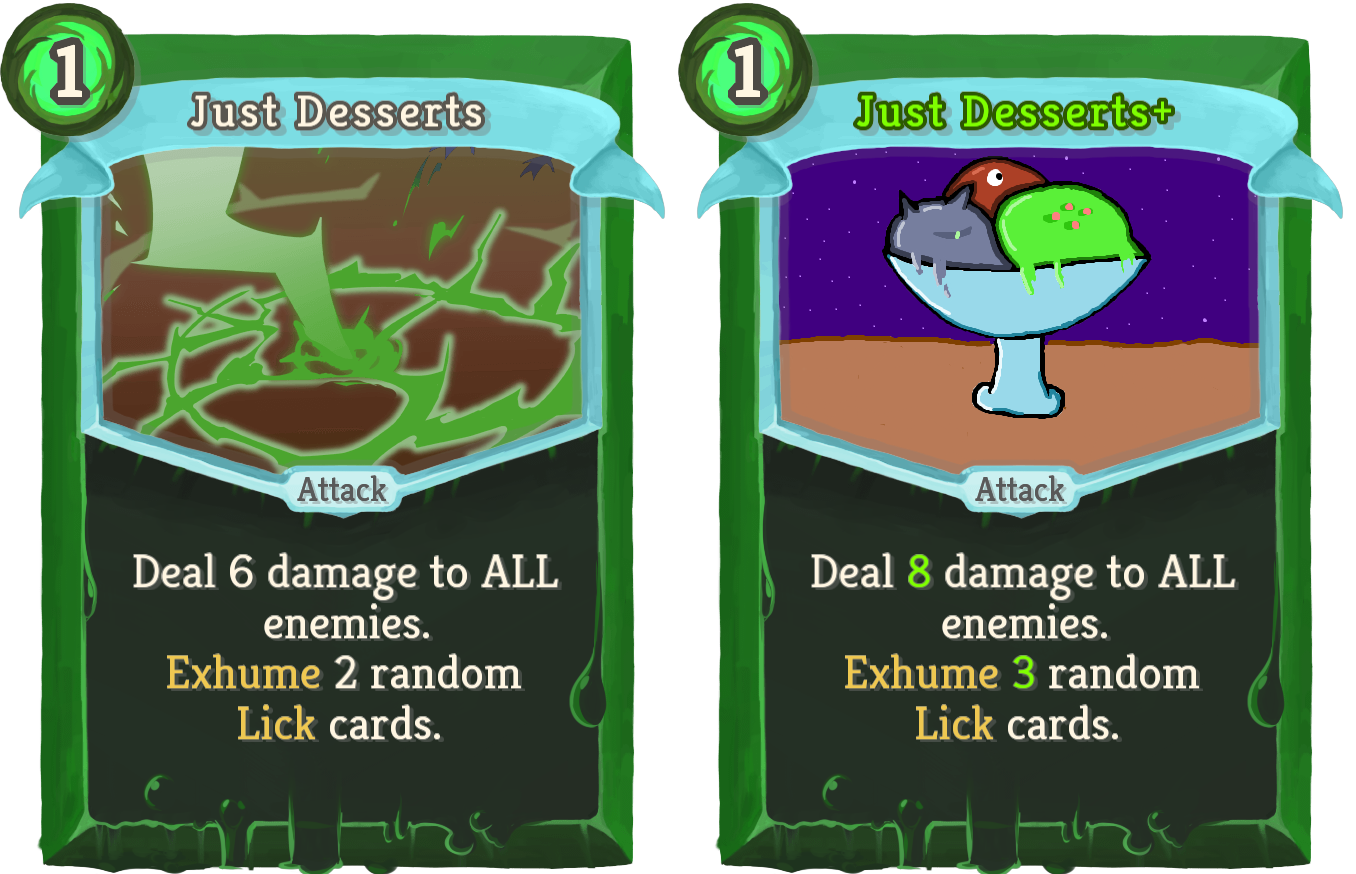 1
Just Desserts
Attack
Deal 6 damage to ALL
enemies.
Exhume 2 random
Lick cards.
1
Just Desserts+
Attack
Deal 8 damage to ALL
enemies.
Exhume 3 random
Lick cards.